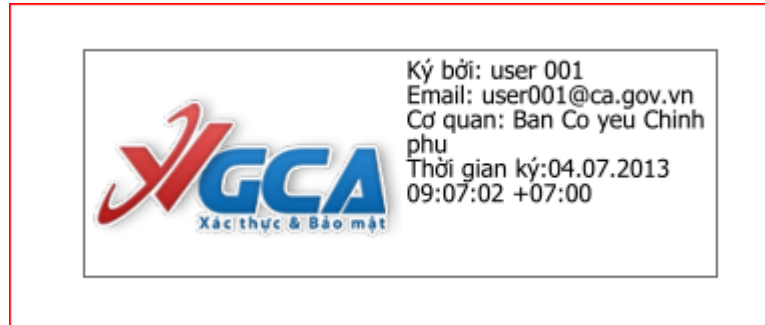 Ký bởi: user 001
Email: user001@ca.gov.vn
Cơ quan: Ban Co yeu Chinh
phu
Thời gian ký:04.07.2013
09:07:02 +07:00
VGCA
Xác thực & Bảo mật